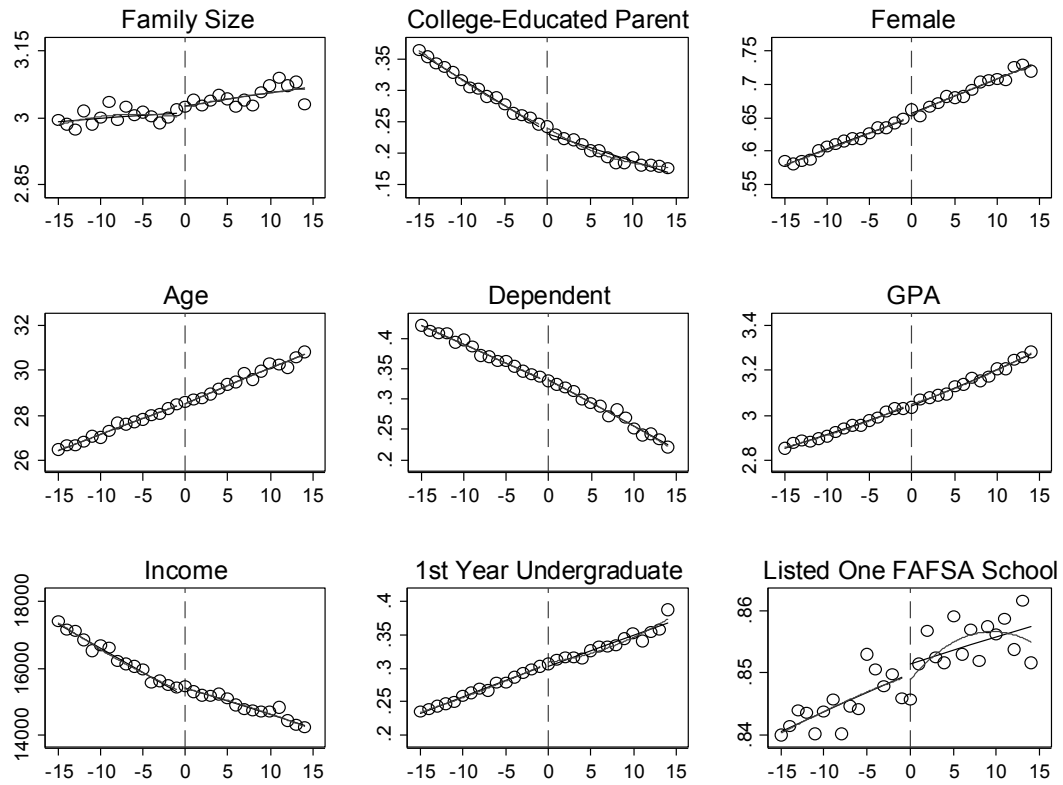 Family Size
3.15
3
2.85
-15 -10 -5 0 5 10 15
College-Educated Parent
.35
.3
.25
.2
.15
-15 -10 -5 0 5 10 15
Female
.75
.7
.65
.6
.55
-15 -10 -5 0 5 10 15
Age
32
30
28
26
-15 -10 -5 0 5 10 15
Dependent
.4
.35
.3
.25
.2
-15 -10 -5 0 5 10 15
GPA
3.4
3.2
3
2.8
-15 -10 -5 0 5 10 15
Income
18000
16000
14000
-15 -10 -5 0 5 10 15
1st Year Undergraduate
.4
.35
.3
.25
.2
-15 -10 -5 0 5 10 15
Listed One FAFSA School
.86
.85
.84
-15 -10 -5 0 5 10 15